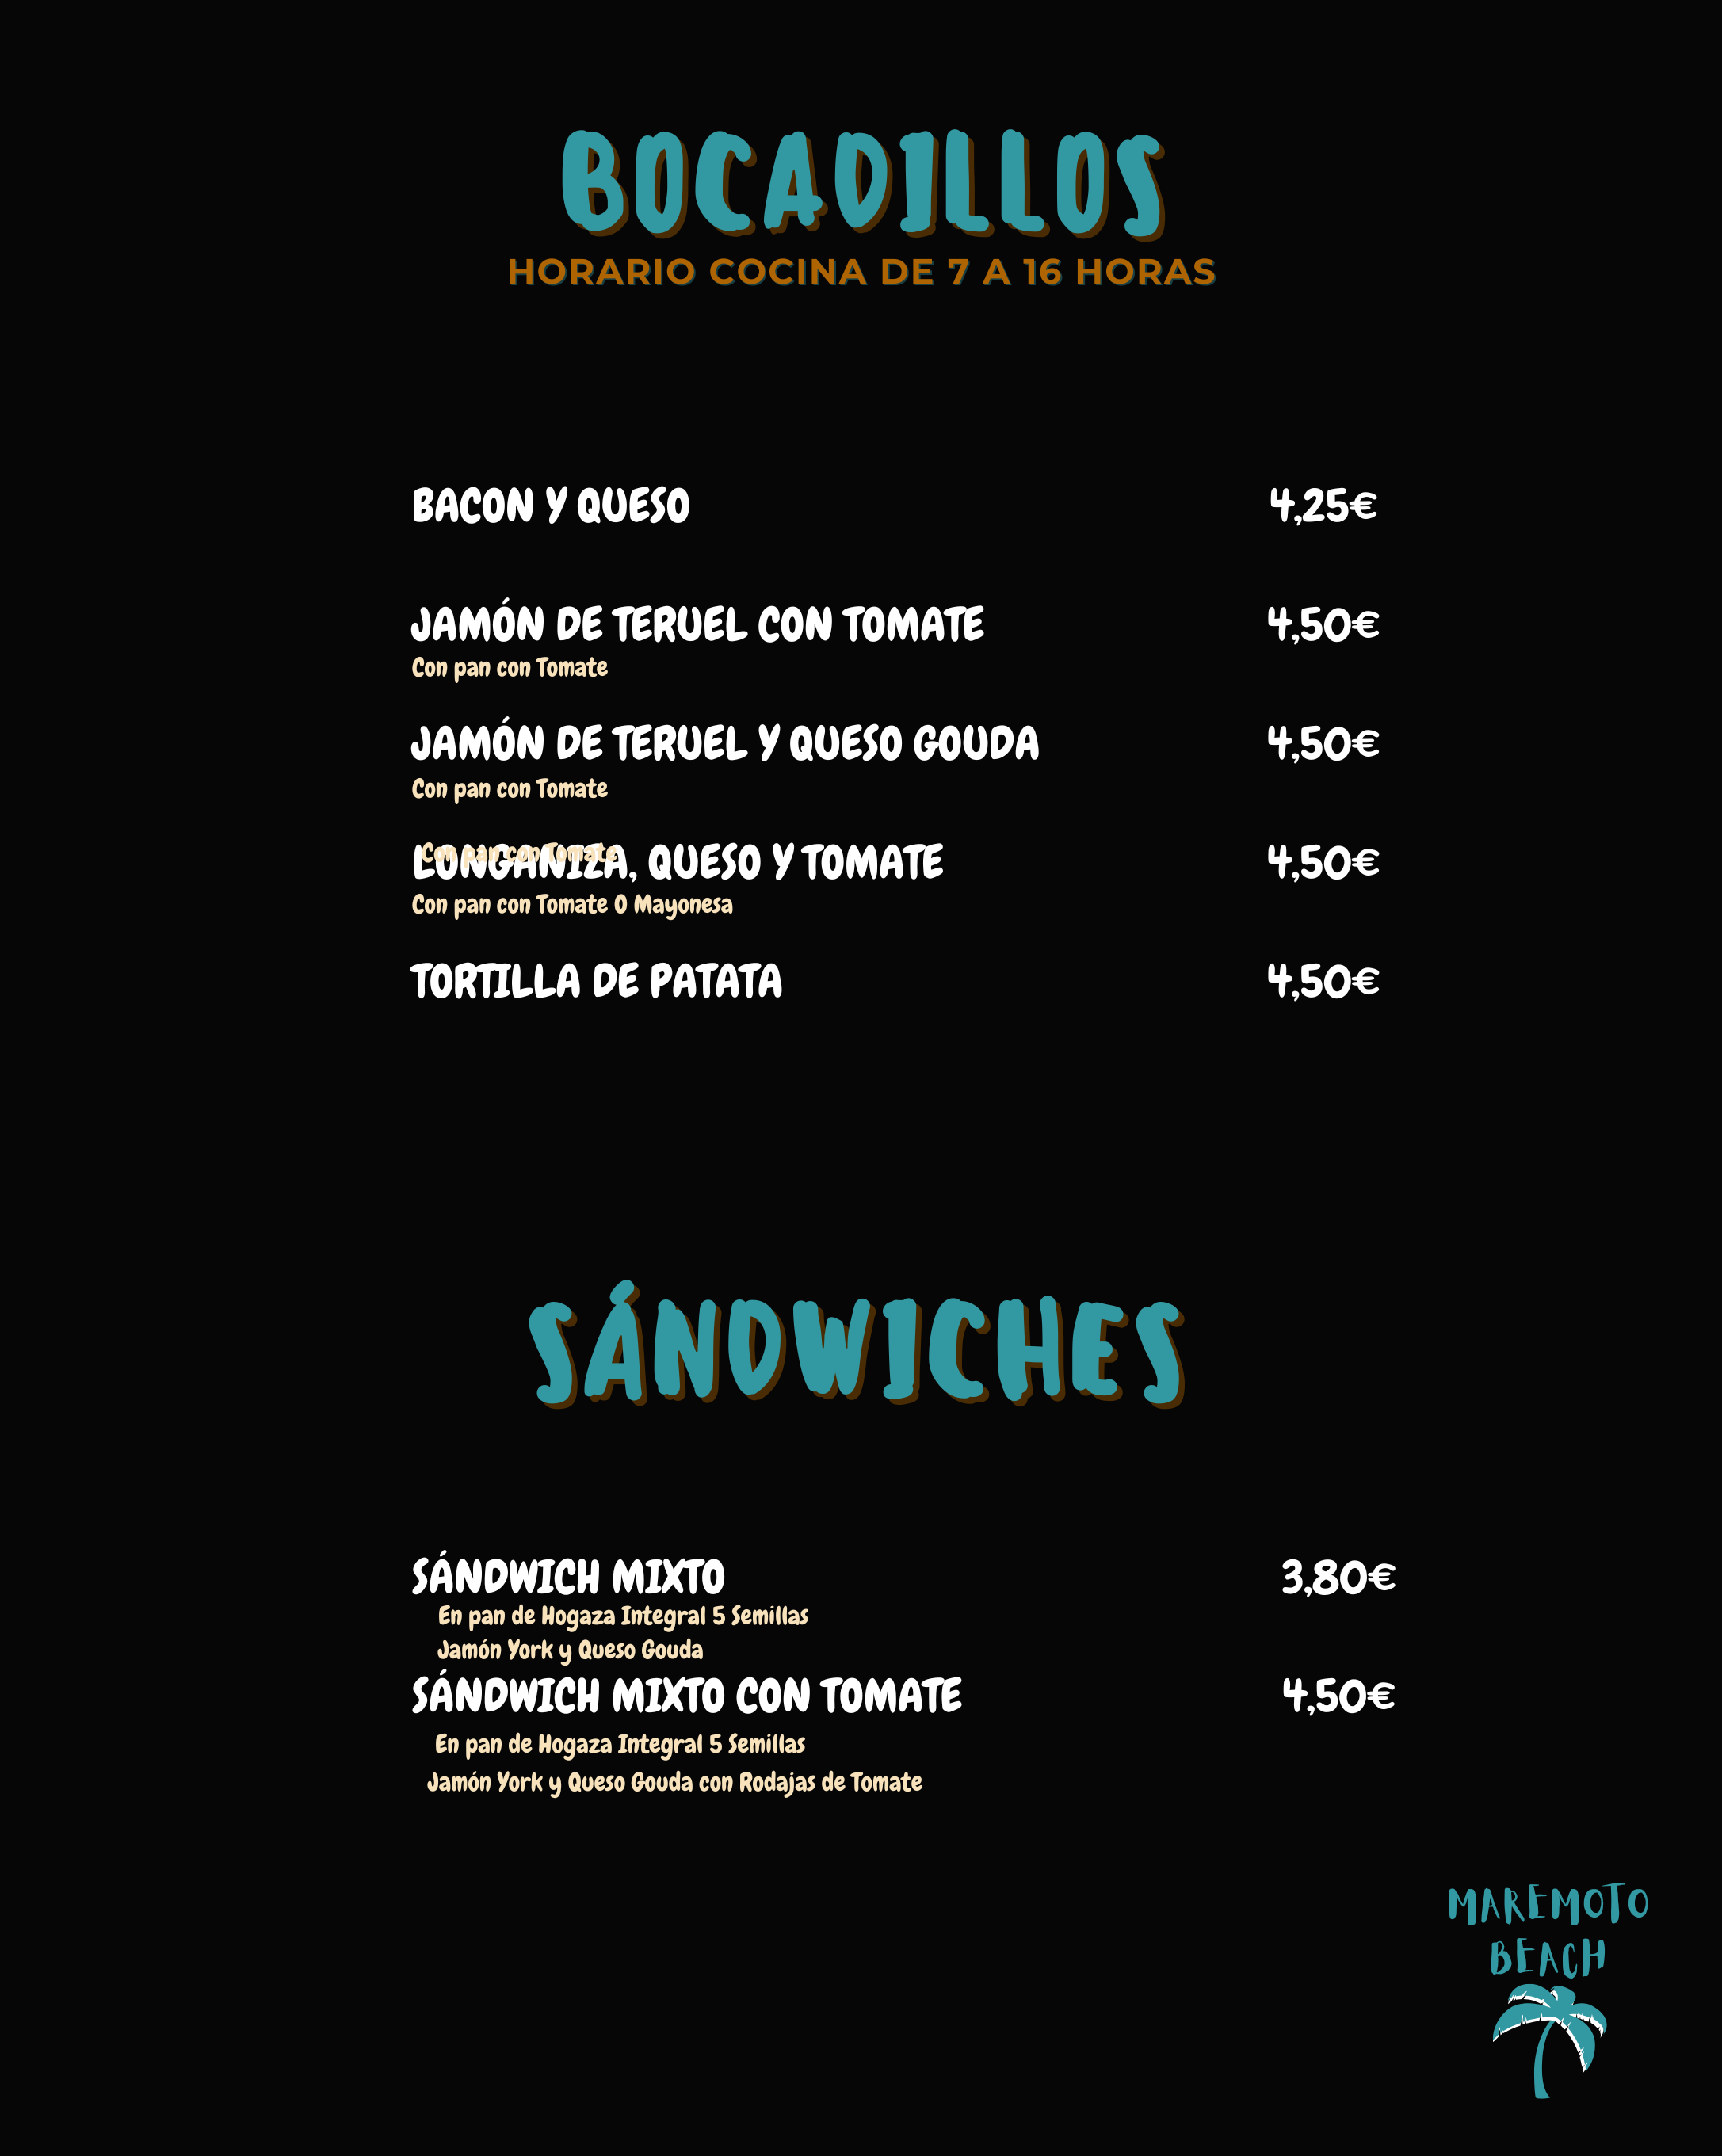 BOCADILLOS
HORARIO COCINA DE 7 A 16 HORAS
BACON Y QUESO 4,25€
JAMÓN DE TERUEL CON TOMATE 4,50€
Con pan con Tomate
JAMÓN DE TERUEL Y QUESO GOUDA 4,50€
Con pan con Tomate
Con pan con Tomate
LONGANIZA, QUESO Y TOMATE 4,50€
Con pan con Tomate O Mayonesa
TORTILLA DE PATATA 4,50€
SÁNDWICHES
SÁNDWICH MIXTO 3,80€
En pan de Hogaza Integral 5 Semillas
Jamón York y Queso Gouda
SÁNDWICH MIXTO CON TOMATE 4,50€
En pan de Hogaza Integral 5 Semillas
Jamón York y Queso Gouda con Rodajas de Tomate
MAREMOTO
BEACH